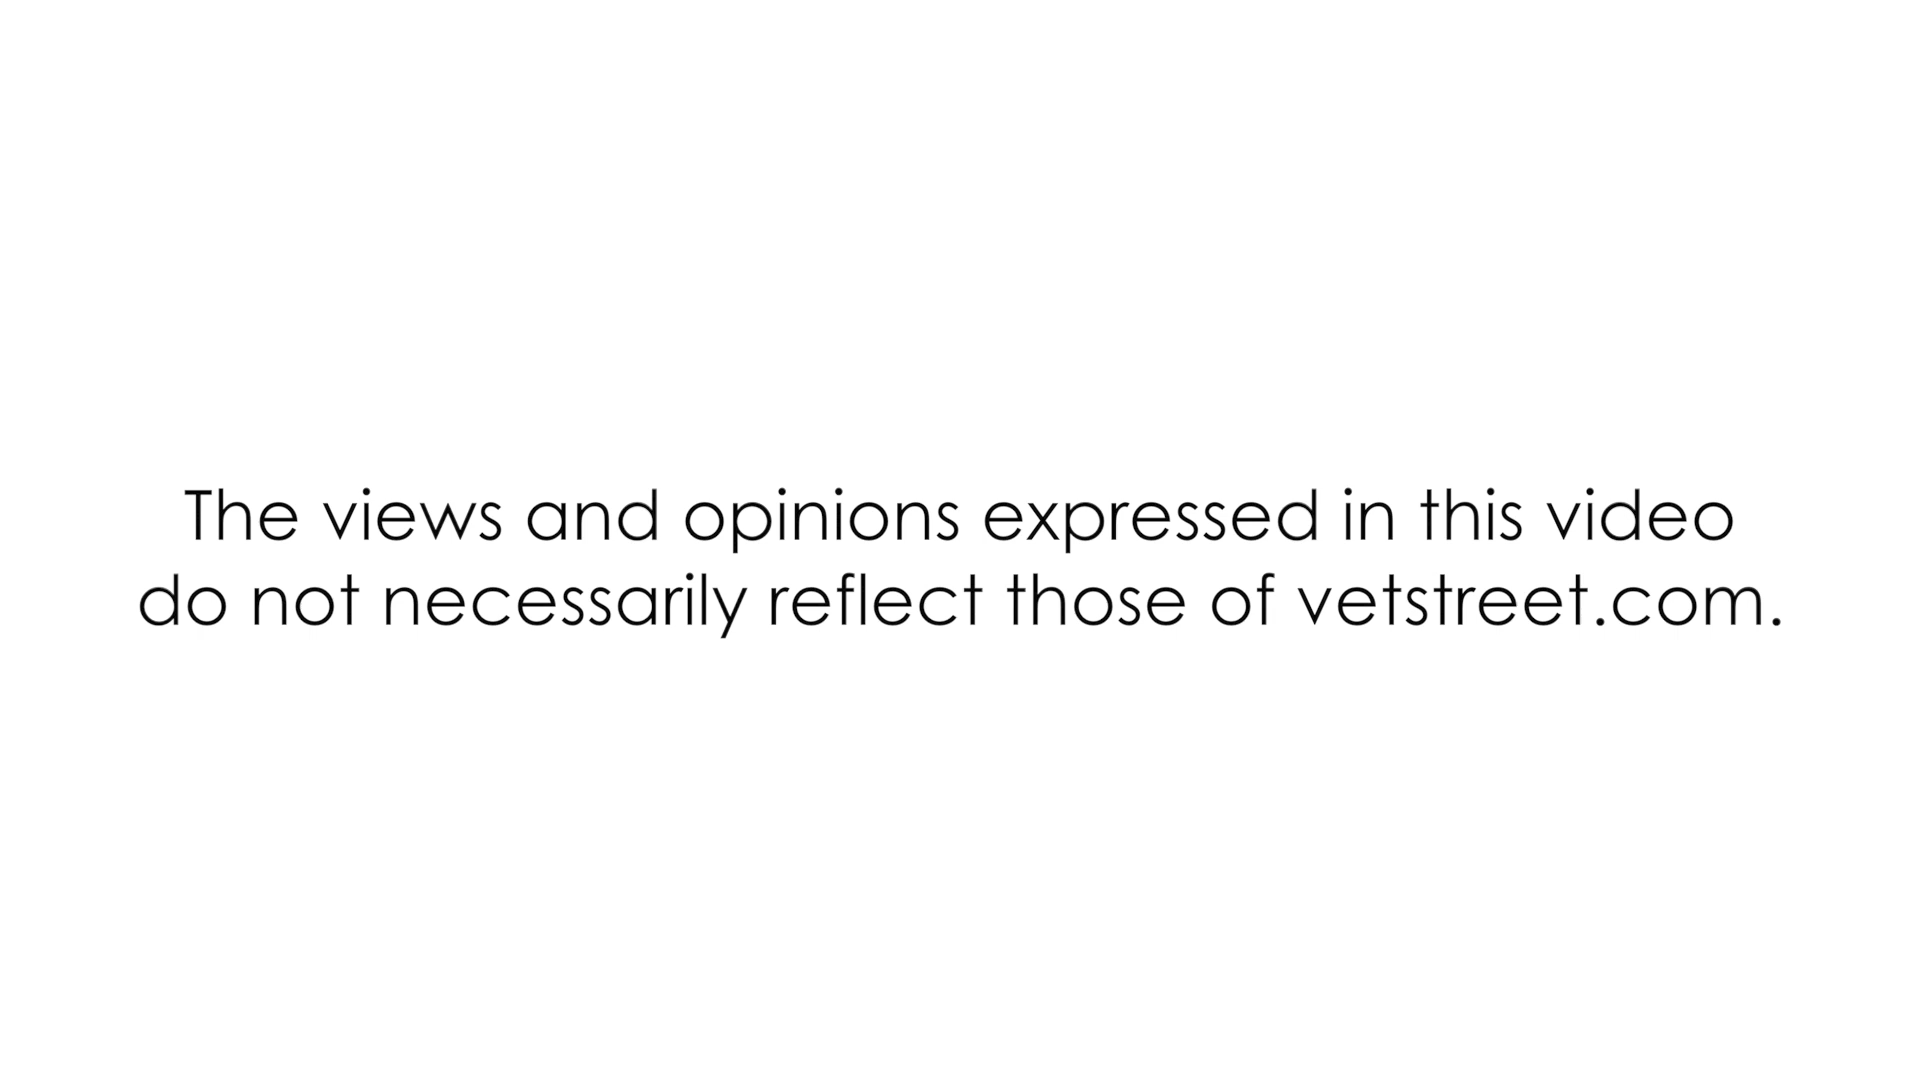 The views and opinions expressed in this video
do not necessarily reflect those of vetstreet.com.